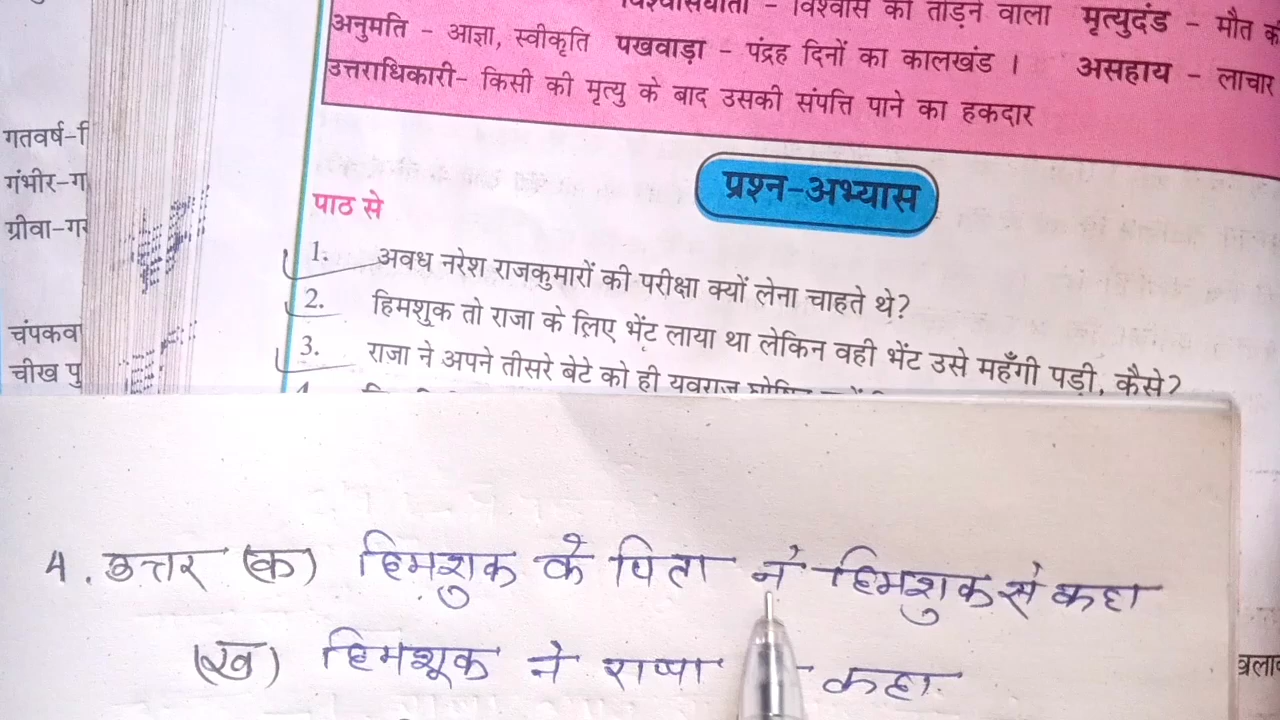 विश्वासघाती - विश्वास को तोड़ने वाला मृत्युदंड - मौत
अनुमति - आज्ञा, स्वीकृति पखवाड़ा - पंद्रह दिनों का कालखंड । असहाय - लाचार
उत्तराधिकारी- किसी की मृत्यु के बाद उसकी संपत्ति पाने का हकदार
गतवर्ष-
गंभीर-
ग्रीवा-
चीख
प्रश्न-अभ्यास
पाठ से
1. अवध नरेश राजकुमारों की परीक्षा क्यों लेना चाहते थे?
2. हिमशुक तो राजा के लिए भेंट लाया था लेकिन वही भेंट उसे महँगी पड़ी, कैसे?
3. राजा ने अपने तीसरे बेटे को ही युवराज
4. उत्तर (क) हिमशुक के पिता ने हिमशुक से कहा
(ख) हिमशूक ने राजा कहा